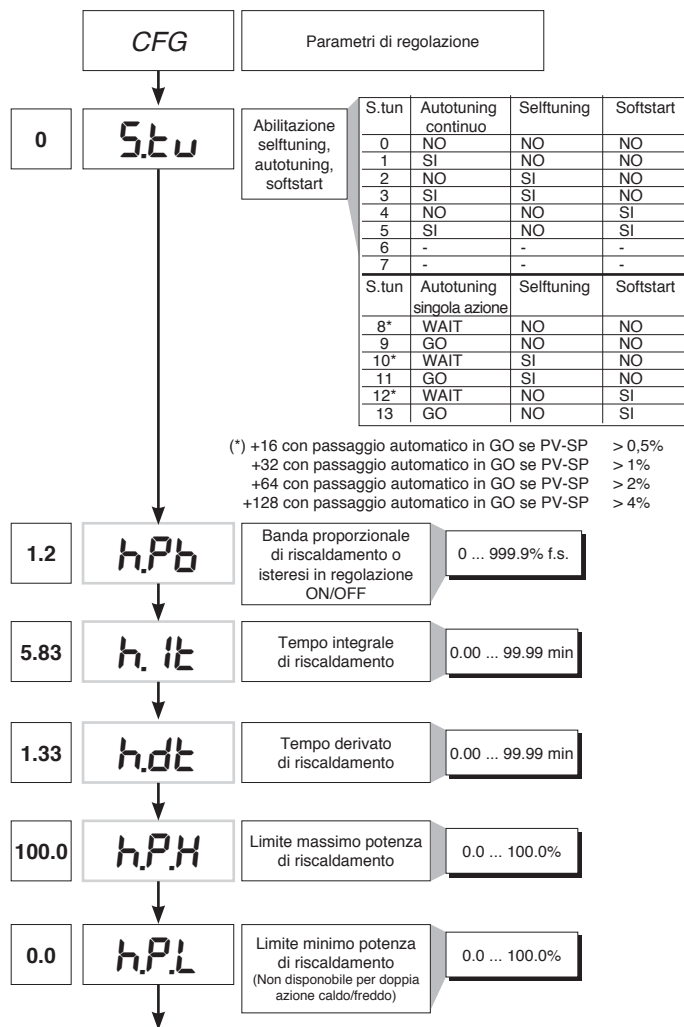 CFG
Parametri di regolazione
0
S.tu
Abilitazione
selftuning,
autotuning,
softstart
S.tun Autotuning continuo Selftuning Softstart
0 NO NO NO
1 SI NO NO
2 NO SI NO
3 SI SI NO
4 NO NO SI
5 SI NO SI
6 - - -
7 - - -
S.tun Autotuning singola azione Selftuning Softstart
8* WAIT NO NO
9 GO NO NO
10* WAIT SI NO
11 GO SI NO
12* WAIT NO SI
13 GO NO SI
(*) +16 con passaggio automatico in GO se PV-SP > 0,5%
+32 con passaggio automatico in GO se PV-SP > 1%
+64 con passaggio automatico in GO se PV-SP > 2%
+128 con passaggio automatico in GO se PV-SP > 4%
1.2
h.Pb
Banda proporzionale
di riscaldamento o
isteresi in regolazione
ON/OFF
0 ... 999.9% f.s.
5.83
h.It
Tempo integrale
di riscaldamento
0.00 ... 99.99 min
1.33
h.dt
Tempo derivato
di riscaldamento
0.00 ... 99.99 min
100.0
h.P.H
Limite massimo potenza
di riscaldamento
0.0 ... 100.0%
0.0
h.P.L
Limite minimo potenza
di riscaldamento
(Non disponobile per doppia
azione caldo/freddo)
0.0 ... 100.0%